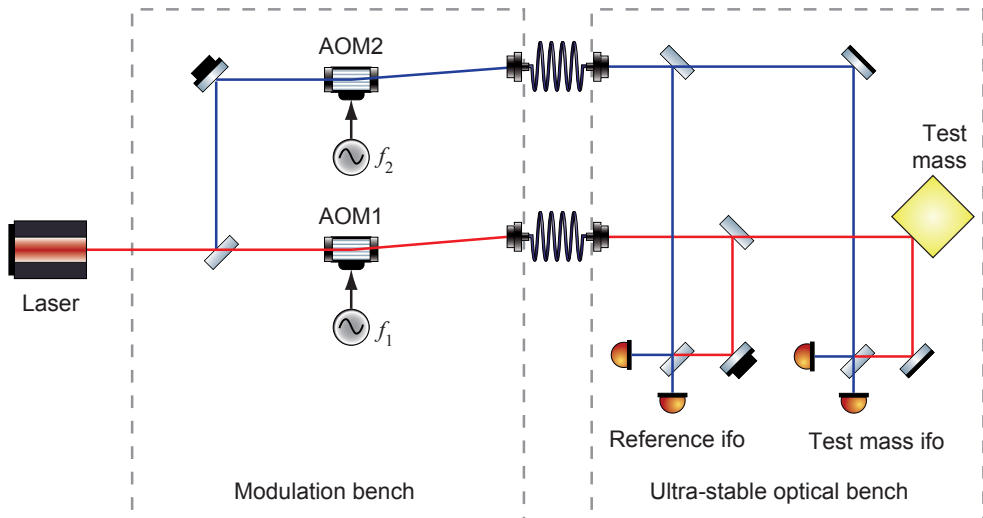 AOM2
f2
Test
mass
AOM1
Laser
f1
Reference ifo
Test mass ifo
Modulation bench
Ultra-stable optical bench